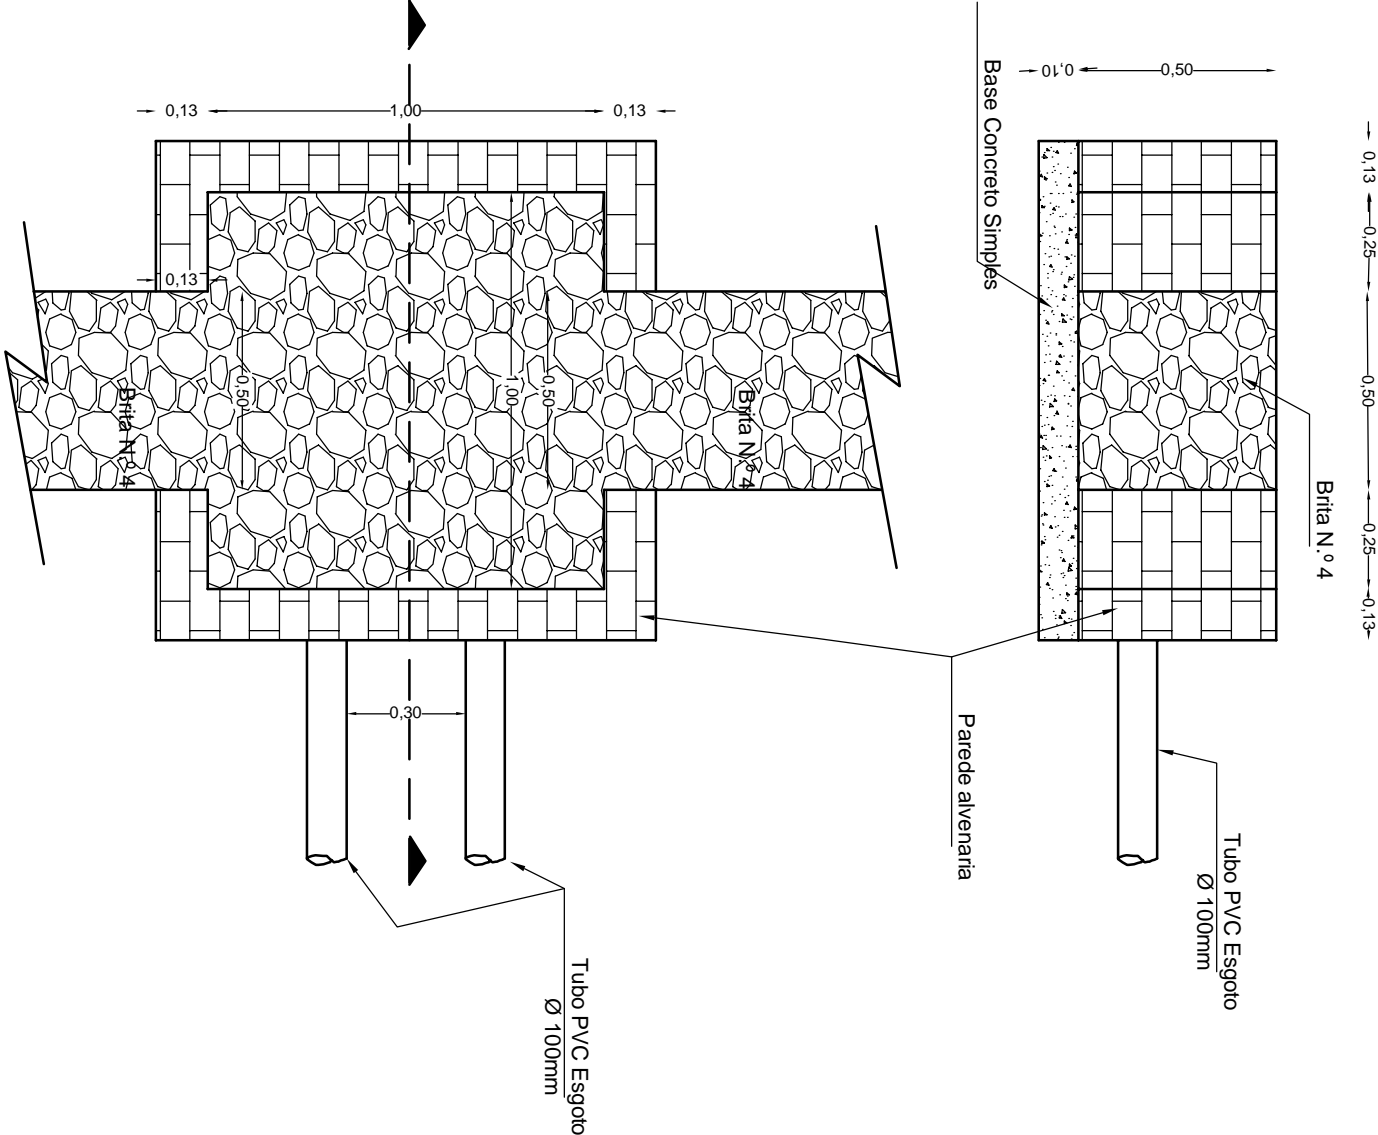 0,10
0,50
Base Concreto Simples
0,13
1,00
0,13
0,13
0,25
0,50
0,25
0,13
0,13
0,50
1,00
0,50
Brita N.º 4
Brita N.º 4
Brita N.º 4
0,30
Parede alvenaria
Tubo PVC Esgoto
Ø 100mm
Tubo PVC Esgoto
Ø 100mm